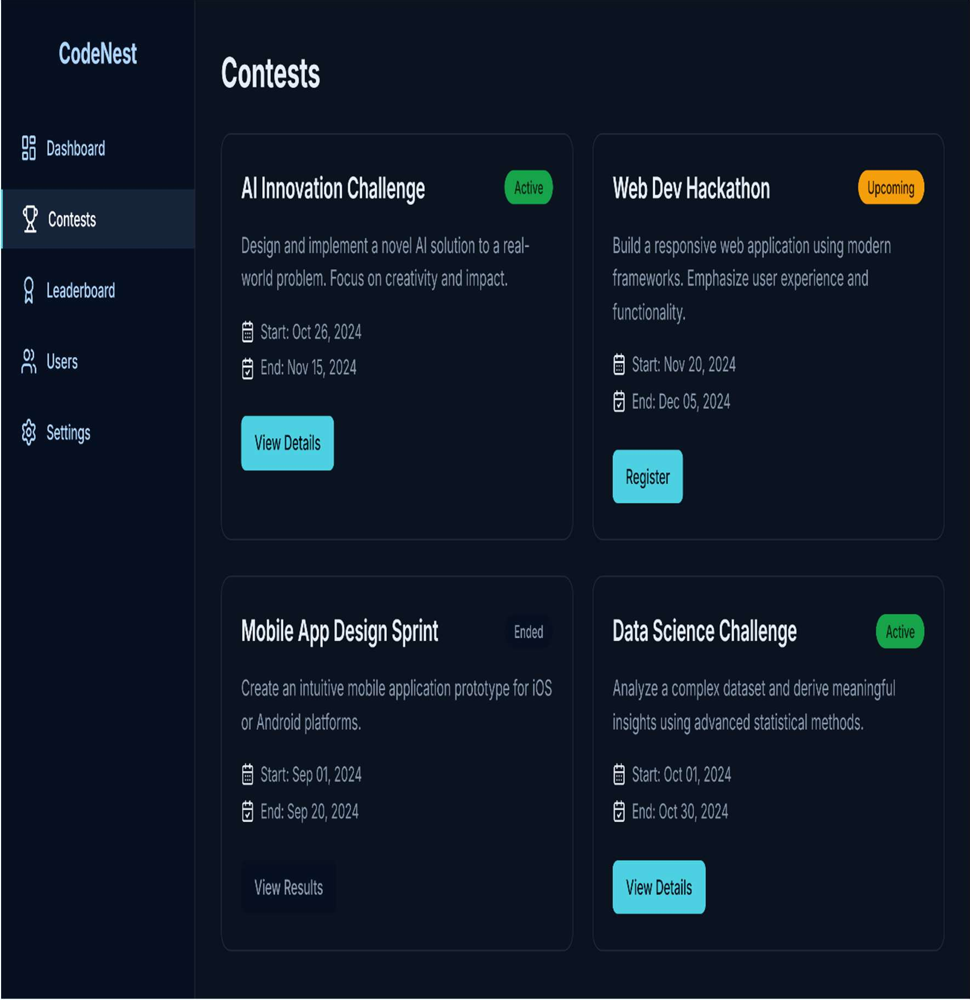 CodeNest
Dashboard
Contests
Leaderboard
Users
Settings
Contests
AI Innovation Challenge
Active
Design and implement a novel AI solution to a real-
world problem. Focus on creativity and impact.
Start: Oct 26, 2024
End: Nov 15, 2024
View Details
Web Dev Hackathon
Upcoming
Build a responsive web application using modern
frameworks. Emphasize user experience and
functionality.
Start: Nov 20, 2024
End: Dec 05, 2024
Register
Mobile App Design Sprint
Ended
Create an intuitive mobile application prototype for iOS
or Android platforms.
Start: Sep 01, 2024
End: Sep 20, 2024
View Results
Data Science Challenge
Active
Analyze a complex dataset and derive meaningful
insights using advanced statistical methods.
Start: Oct 01, 2024
End: Oct 30, 2024
View Details